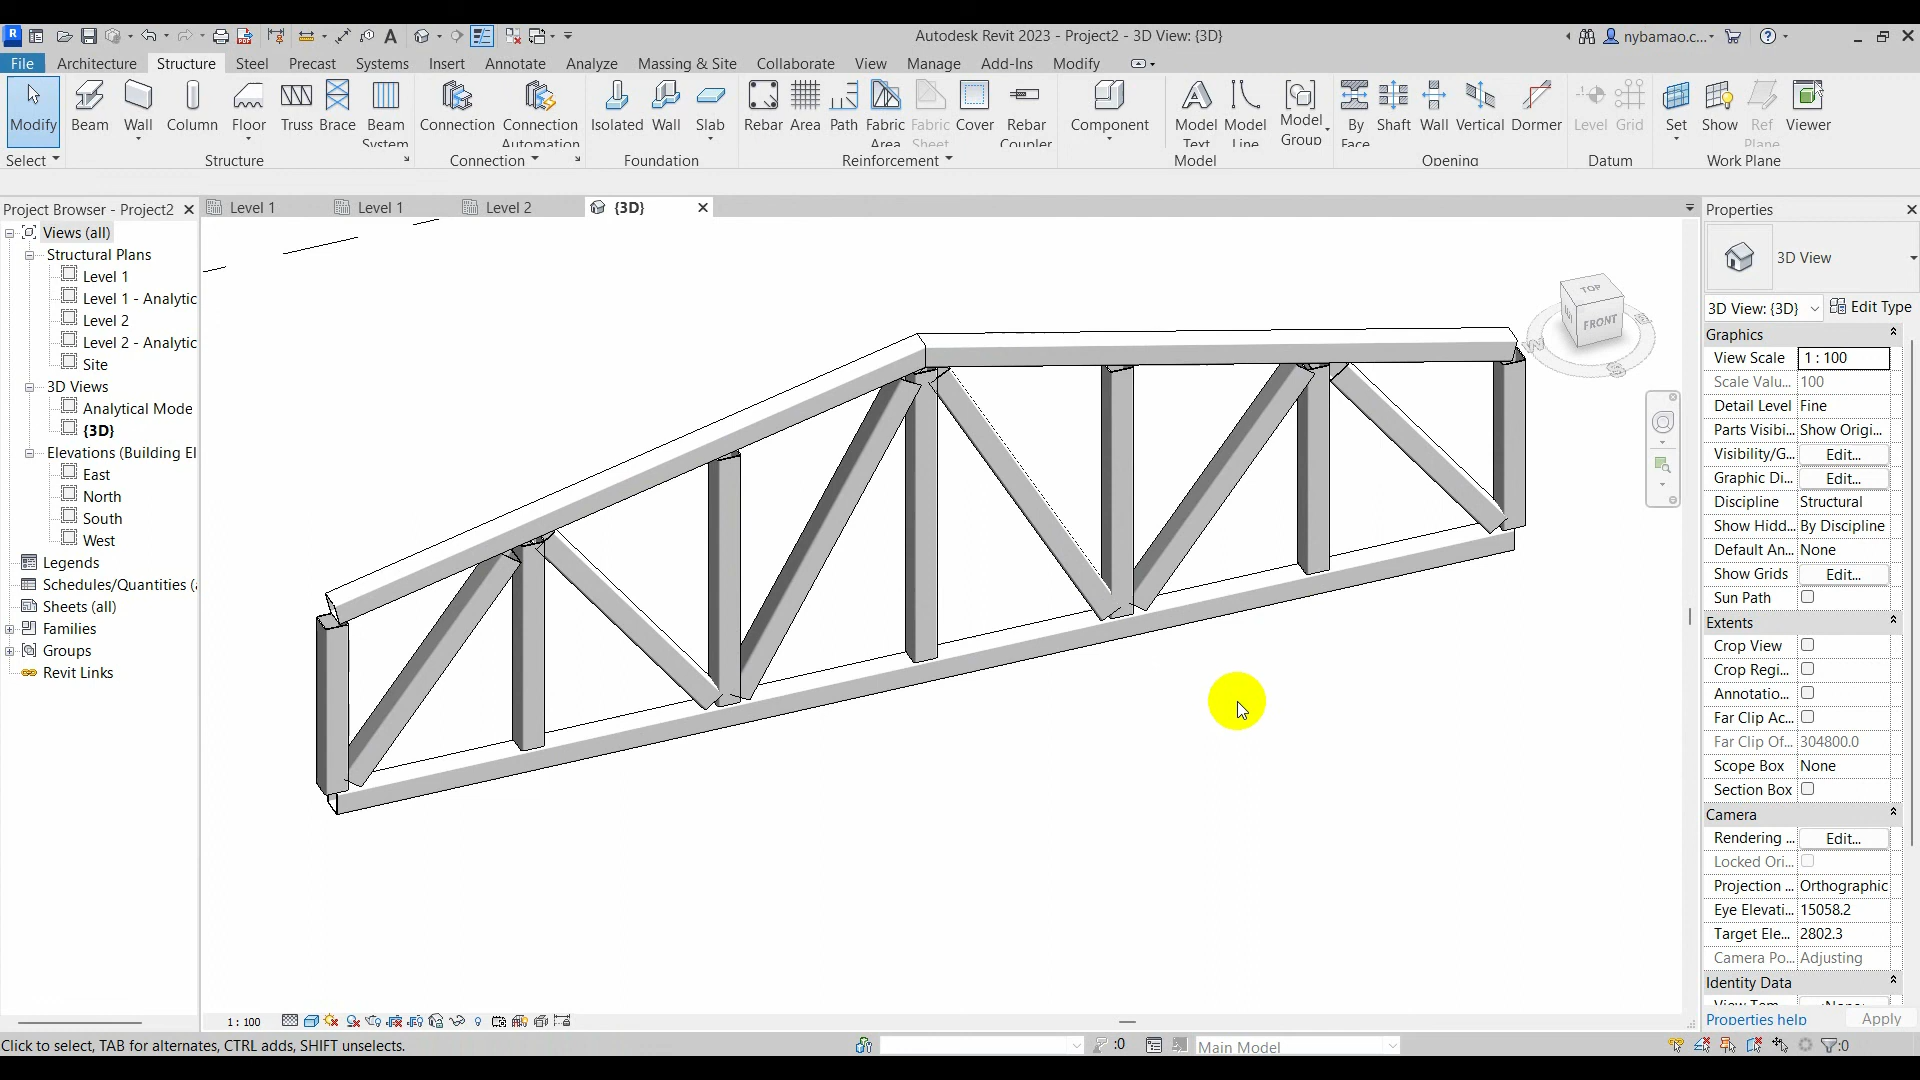 Autodesk Revit 2023 - Project2 - 3D View: {3D}
nybamao.c...
File Architecture Structure Steel Precast Systems Insert Annotate Analyze Massing & Site Collaborate View Manage Add-Ins Modify
Modify Beam Wall Column Floor Truss Brace Beam System Connection Connection Automation Isolated Wall Slab Rebar Area Path Fabric Area Fabric Sheet Cover Rebar Coupler Component Model Text Model Line Model Group By Face Shaft Wall Vertical Dormer Level Grid Set Show Ref Plane Viewer
Select Structure Connection Foundation Reinforcement Model Opening Datum Work Plane
Project Browser - Project2
Level 1 Level 1 Level 2 {3D}
Views (all)
Structural Plans
Level 1
Level 1 - Analytic
Level 2
Level 2 - Analytic
Site
3D Views
Analytical Mode
{3D}
Elevations (Building El
East
North
South
West
Legends
Schedules/Quantities (a
Sheets (all)
Families
Groups
Revit Links
TOP
FRONT
W
Properties
3D View
3D View: {3D} Edit Type
Graphics
View Scale 1 : 100
Scale Valu... 100
Detail Level Fine
Parts Visibi... Show Origi...
Visibility/G... Edit...
Graphic Di... Edit...
Discipline Structural
Show Hidd... By Discipline
Default An... None
Show Grids Edit...
Sun Path
Extents
Crop View
Crop Regi...
Annotatio...
Far Clip Ac...
Far Clip Of... 304800.0
Scope Box None
Section Box
Camera
Rendering ... Edit...
Locked Ori...
Projection ... Orthographic
Eye Elevati... 15058.2
Target Ele... 2802.3
Camera Po... Adjusting
Identity Data
View Tem... <None>
Properties help Apply
1 : 100
Click to select, TAB for alternates, CTRL adds, SHIFT unselects.
:0
Main Model
:0